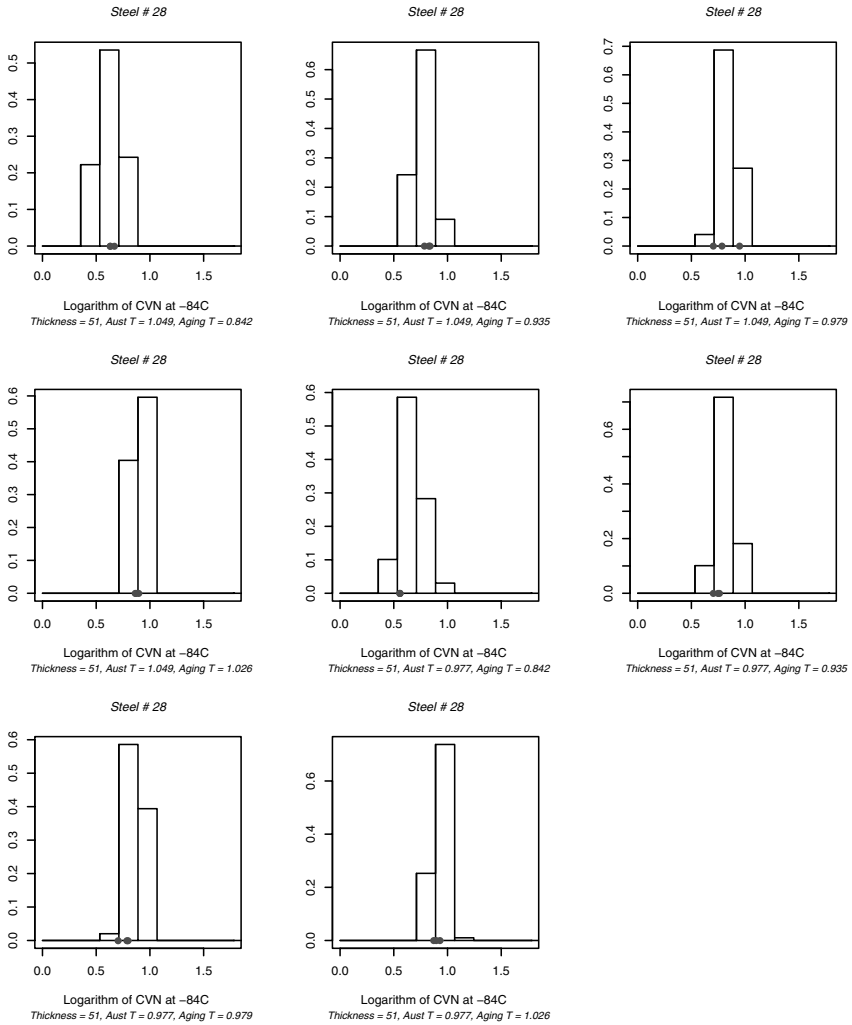 Steel # 28
0.0 0.1 0.2 0.3 0.4 0.5
0.0 0.5 1.0 1.5
Logarithm of CVN at −84C
Thickness = 51, Aust T = 1.049, Aging T = 0.842
Steel # 28
0.0 0.1 0.2 0.3 0.4 0.5 0.6
0.0 0.5 1.0 1.5
Logarithm of CVN at −84C
Thickness = 51, Aust T = 1.049, Aging T = 0.935
Steel # 28
0.0 0.1 0.2 0.3 0.4 0.5 0.6 0.7
0.0 0.5 1.0 1.5
Logarithm of CVN at −84C
Thickness = 51, Aust T = 1.049, Aging T = 0.979
Steel # 28
0.0 0.1 0.2 0.3 0.4 0.5 0.6
0.0 0.5 1.0 1.5
Logarithm of CVN at −84C
Thickness = 51, Aust T = 1.049, Aging T = 1.026
Steel # 28
0.0 0.1 0.2 0.3 0.4 0.5 0.6
0.0 0.5 1.0 1.5
Logarithm of CVN at −84C
Thickness = 51, Aust T = 0.977, Aging T = 0.842
Steel # 28
0.0 0.2 0.4 0.6
0.0 0.5 1.0 1.5
Logarithm of CVN at −84C
Thickness = 51, Aust T = 0.977, Aging T = 0.935
Steel # 28
0.0 0.1 0.2 0.3 0.4 0.5 0.6
0.0 0.5 1.0 1.5
Logarithm of CVN at −84C
Thickness = 51, Aust T = 0.977, Aging T = 0.979
Steel # 28
0.0 0.2 0.4 0.6
0.0 0.5 1.0 1.5
Logarithm of CVN at −84C
Thickness = 51, Aust T = 0.977, Aging T = 1.026